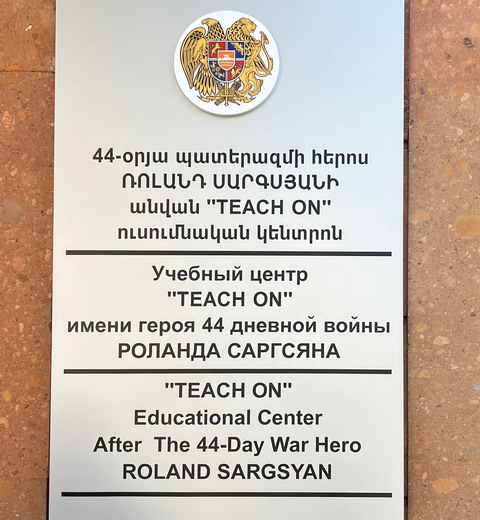 44-օրյա պատերազմի հերոս
ՌՈԼԱՆԴ ՍԱՐԳՍՅԱՆԻ
անվան "TEACH ON"
ուսումնական կենտրոն
Учебный центр
"TEACH ON"
имени героя 44 дневной войны
РОЛАНДА САРГСЯНА
"TEACH ON"
Educational Center
After The 44-Day War Hero
ROLAND SARGSYAN